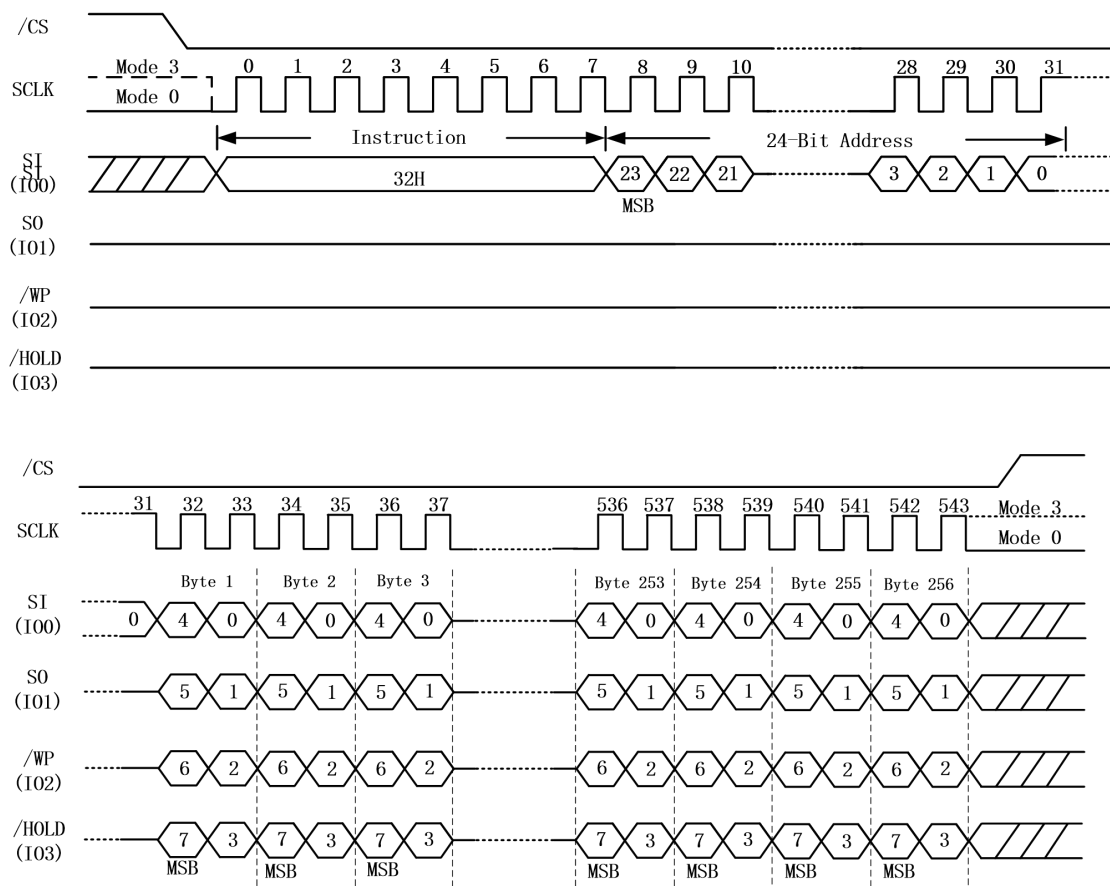 /CS
Mode 3
0 1 2 3 4 5 6 7 8 9 10 28 29 30 31
SCLK
Mode 0
Instruction 24-Bit Address
SI
SI
(IO0)
32H 23 22 21 3 2 1 0
MSB
SO
(IO1)
/WP
(IO2)
/HOLD
(IO3)
/CS
31 32 33 34 35 36 37 536 537 538 539 540 541 542 543 Mode 3
SCLK
Mode 0
Byte 1 Byte 2 Byte 3 Byte 253 Byte 254 Byte 255 Byte 256
SI
(IO0)
0 4 0 4 0 4 0 4 0 4 0 4 0 4 0
SO
(IO1)
5 1 5 1 5 1 5 1 5 1 5 1 5 1
/WP
(IO2)
6 2 6 2 6 2 6 2 6 2 6 2 6 2
/HOLD
(IO3)
7 3 7 3 7 3 7 3 7 3 7 3 7 3
MSB MSB MSB MSB MSB MSB MSB